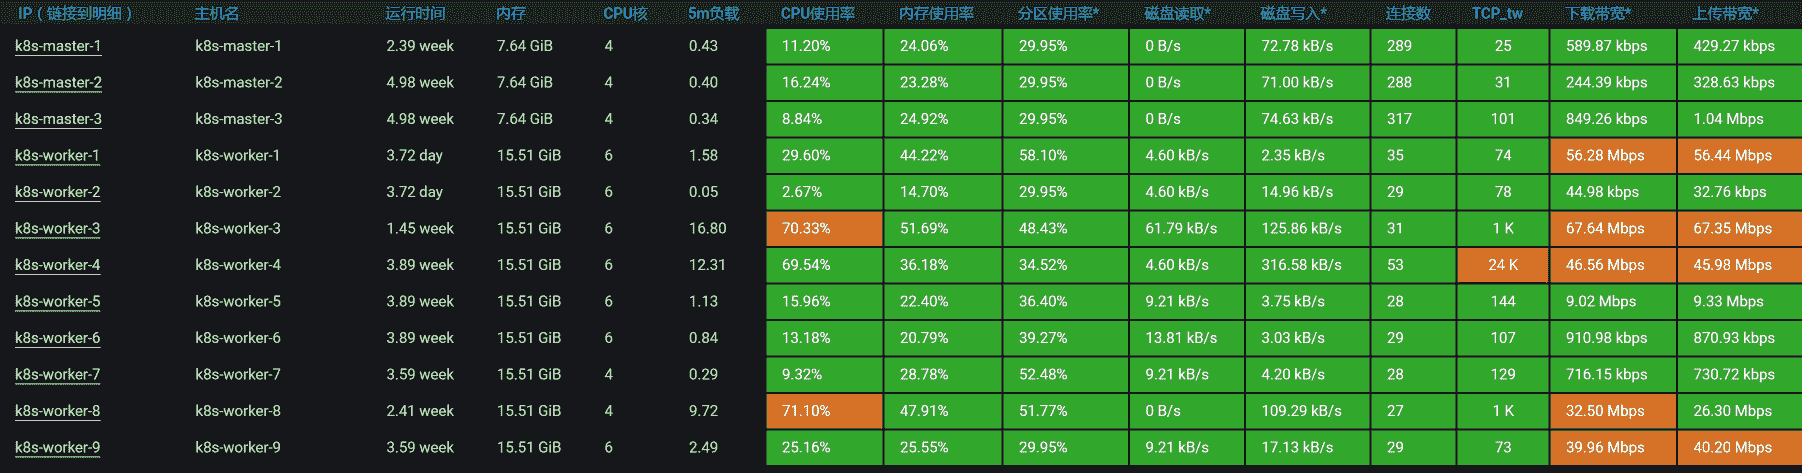 IP（链接到明细） 主机名 运行时间 内存 CPU核 5m负载 CPU使用率 内存使用率 分区使用率* 磁盘读取* 磁盘写入* 连接数 TCP_tw 下载带宽* 上传带宽*
k8s-master-1 k8s-master-1 2.39 week 7.64 GiB 4 0.43 11.20% 24.06% 29.95% 0 B/s 72.78 kB/s 289 25 589.87 kbps 429.27 kbps
k8s-master-2 k8s-master-2 4.98 week 7.64 GiB 4 0.40 16.24% 23.28% 29.95% 0 B/s 71.00 kB/s 288 31 244.39 kbps 328.63 kbps
k8s-master-3 k8s-master-3 4.98 week 7.64 GiB 4 0.34 8.84% 24.92% 29.95% 0 B/s 74.63 kB/s 317 101 849.26 kbps 1.04 Mbps
k8s-worker-1 k8s-worker-1 3.72 day 15.51 GiB 6 1.58 29.60% 44.22% 58.10% 4.60 kB/s 2.35 kB/s 35 74 56.28 Mbps 56.44 Mbps
k8s-worker-2 k8s-worker-2 3.72 day 15.51 GiB 6 0.05 2.67% 14.70% 29.95% 4.60 kB/s 14.96 kB/s 29 78 44.98 kbps 32.76 kbps
k8s-worker-3 k8s-worker-3 1.45 week 15.51 GiB 6 16.80 70.33% 51.69% 48.43% 61.79 kB/s 125.86 kB/s 31 1 K 67.64 Mbps 67.35 Mbps
k8s-worker-4 k8s-worker-4 3.89 week 15.51 GiB 6 12.31 69.54% 36.18% 34.52% 4.60 kB/s 316.58 kB/s 53 24 K 46.56 Mbps 45.98 Mbps
k8s-worker-5 k8s-worker-5 3.89 week 15.51 GiB 6 1.13 15.96% 22.40% 36.40% 9.21 kB/s 3.75 kB/s 28 144 9.02 Mbps 9.33 Mbps
k8s-worker-6 k8s-worker-6 3.89 week 15.51 GiB 6 0.84 13.18% 20.79% 39.27% 13.81 kB/s 3.03 kB/s 29 107 910.98 kbps 870.93 kbps
k8s-worker-7 k8s-worker-7 3.59 week 15.51 GiB 4 0.29 9.32% 28.78% 52.48% 9.21 kB/s 4.20 kB/s 28 129 716.15 kbps 730.72 kbps
k8s-worker-8 k8s-worker-8 2.41 week 15.51 GiB 4 9.72 71.10% 47.91% 51.77% 0 B/s 109.29 kB/s 27 1 K 32.50 Mbps 26.30 Mbps
k8s-worker-9 k8s-worker-9 3.59 week 15.51 GiB 6 2.49 25.16% 25.55% 29.95% 9.21 kB/s 17.13 kB/s 29 73 39.96 Mbps 40.20 Mbps